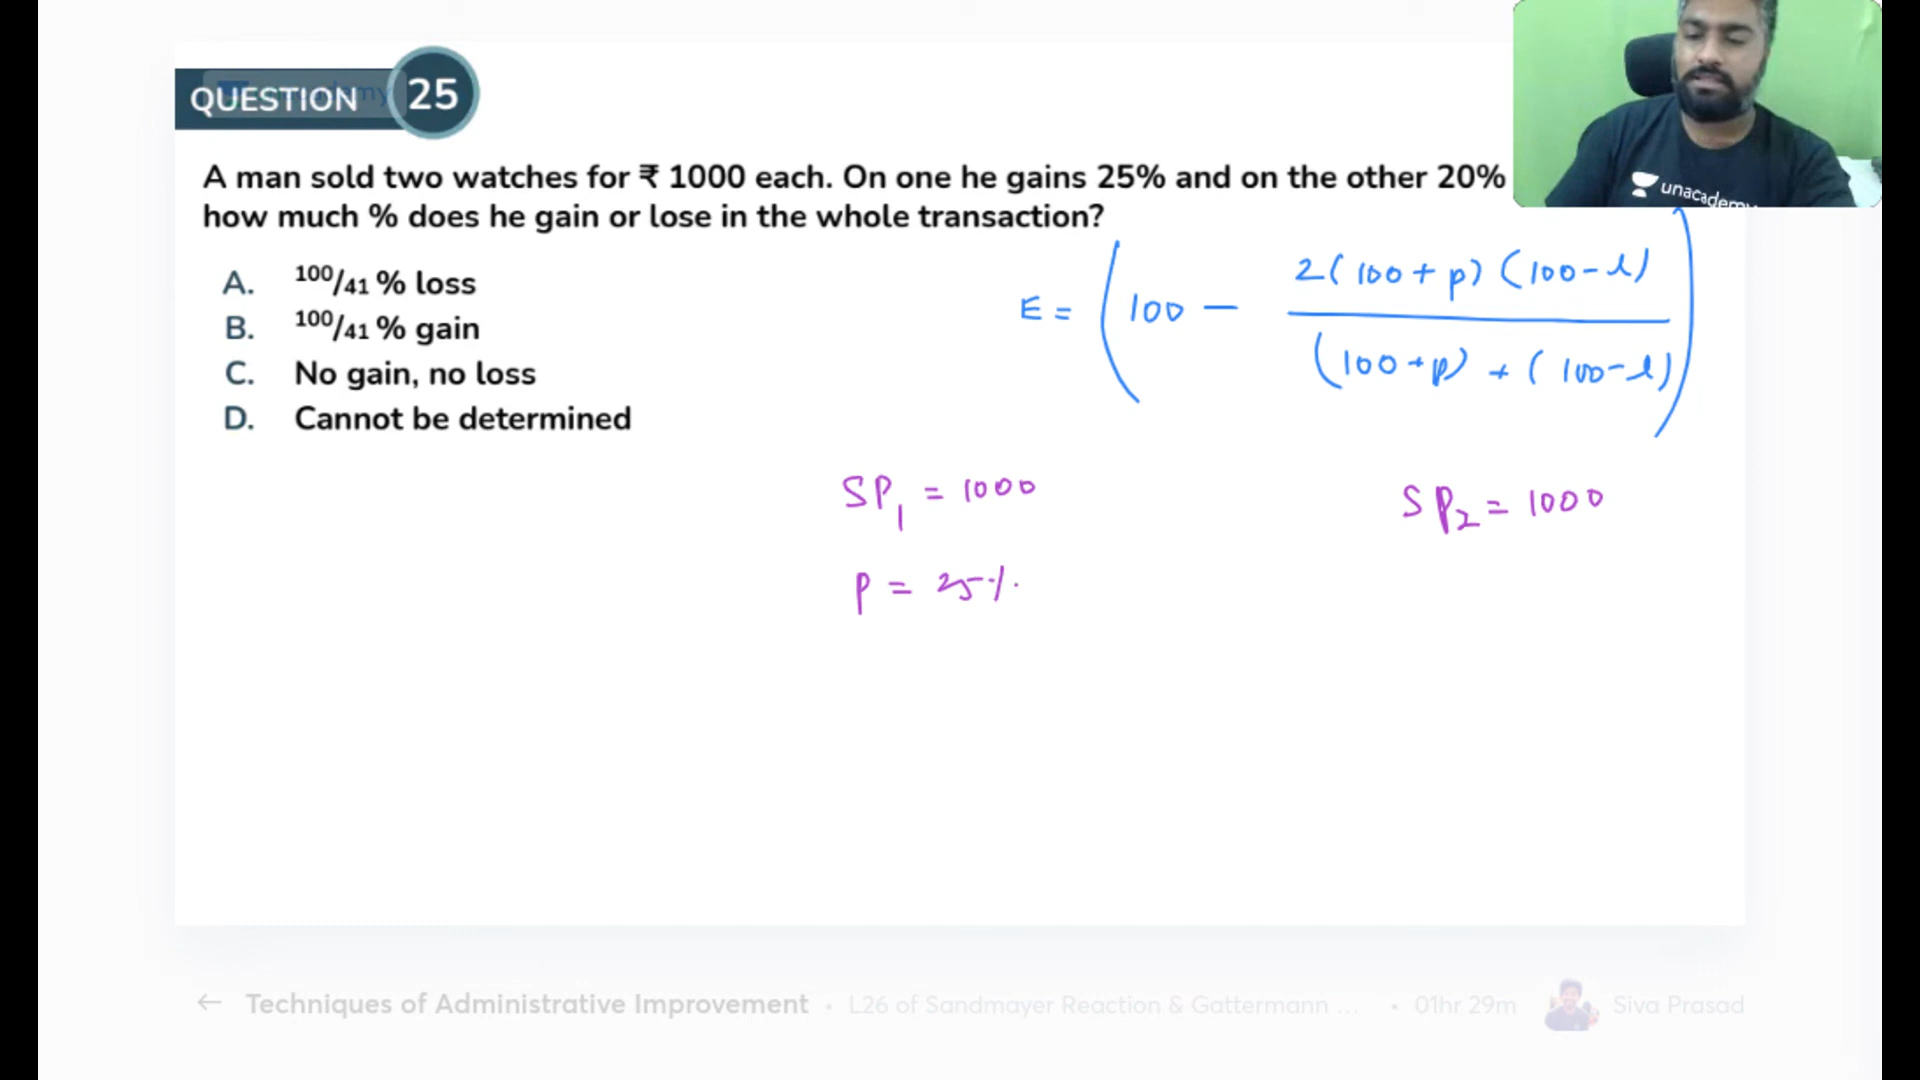 QUESTION 25
A man sold two watches for ₹ 1000 each. On one he gains 25% and on the other 20%
how much % does he gain or lose in the whole transaction?
A. 100/41 % loss
B. 100/41 % gain
C. No gain, no loss
D. Cannot be determined
E = (100 - 2(100+p)(100-l) / (100+p)+(100-l))
SP1 = 1000
SP2 = 1000
P = 25%
unacademy
← Techniques of Administrative Improvement • L26 of Sandmayer Reaction & Gattermann ... • 01hr 29m Siva Prasad